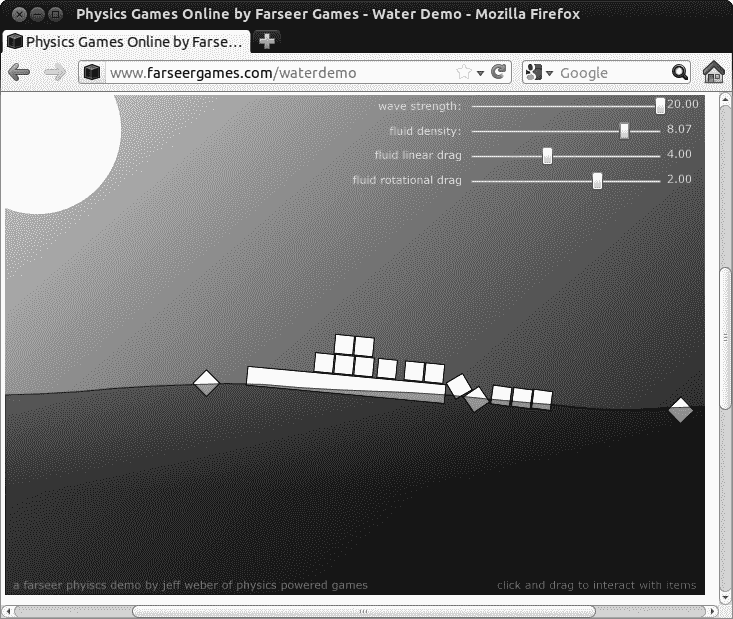 Physics Games Online by Farseer Games - Water Demo - Mozilla Firefox
Physics Games Online by Farse...
www.farseergames.com/waterdemo
Google
wave strength: 20.00
fluid density: 8.07
fluid linear drag 4.00
fluid rotational drag 2.00
a farseer phyiscs demo by jeff weber of physics powered games
click and drag to interact with items